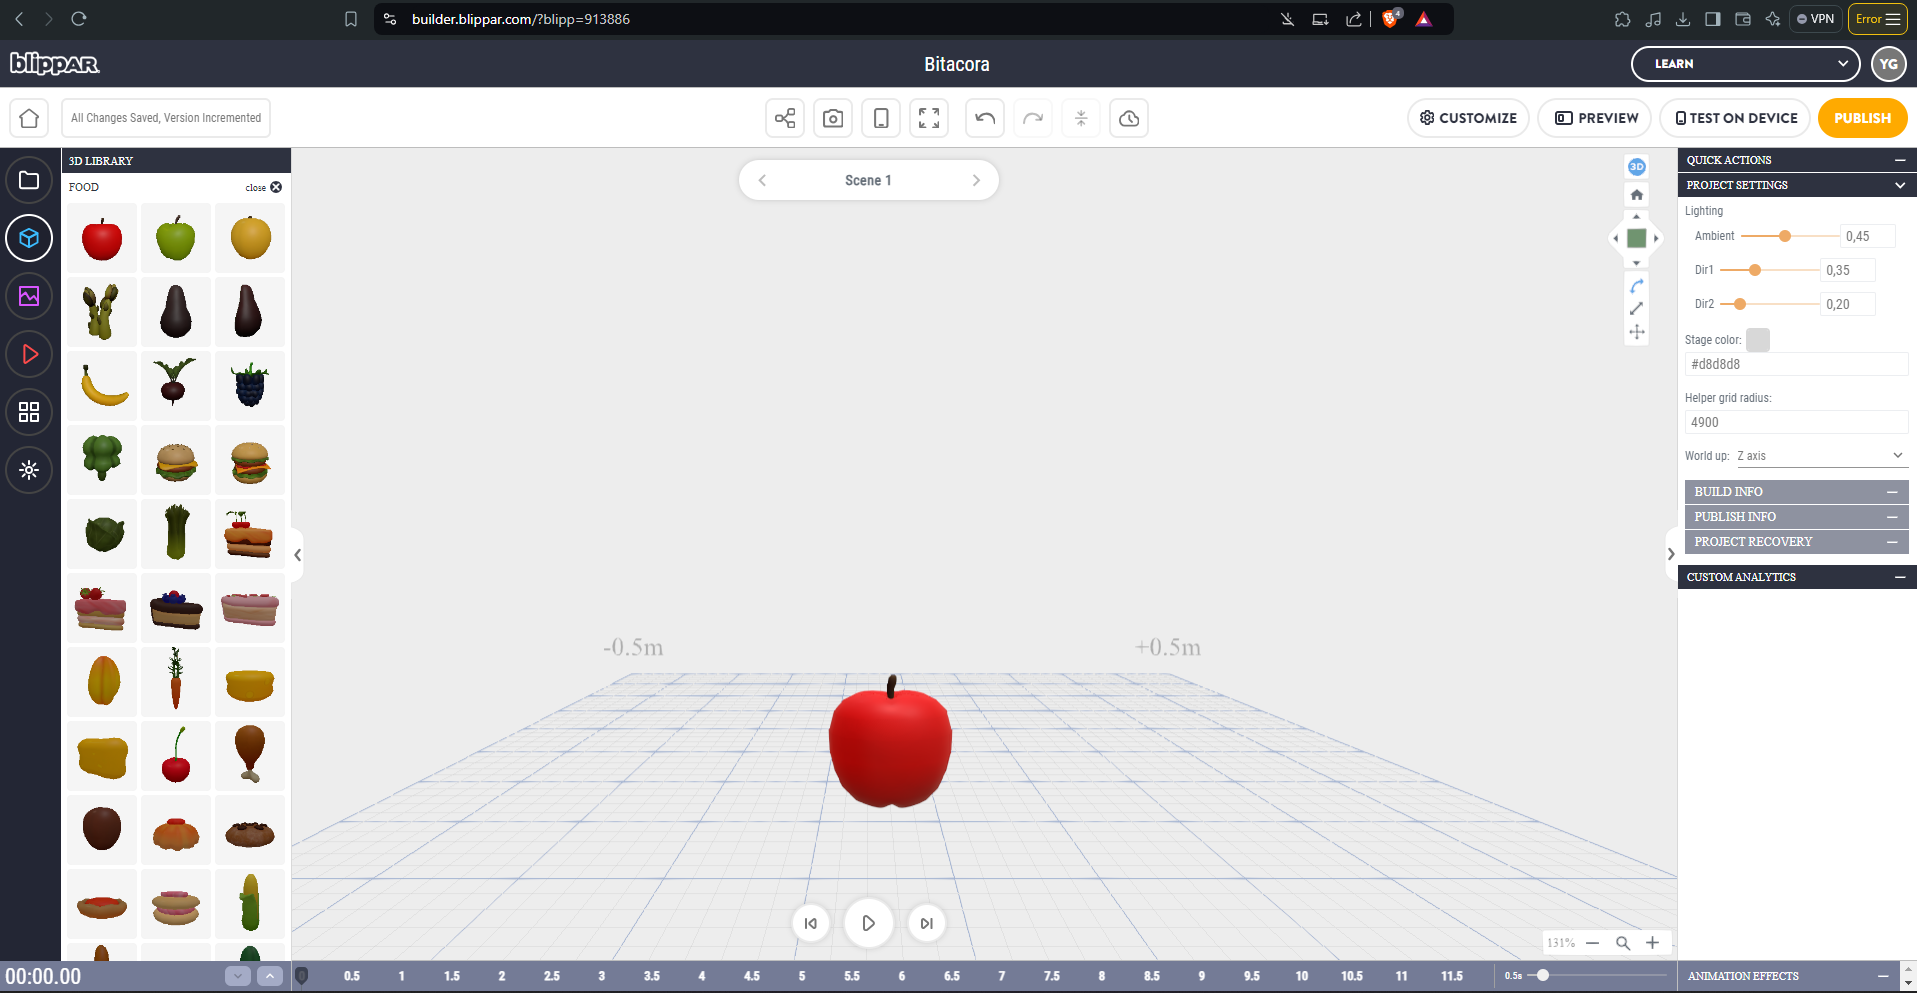 builder.blippar.com/?blipp=913886
4
VPN
Error
blippAR
Bitacora
LEARN
YG
All Changes Saved, Version Incremented
CUSTOMIZE
PREVIEW
TEST ON DEVICE
PUBLISH
3D LIBRARY
FOOD
close
Scene 1
3D
QUICK ACTIONS
PROJECT SETTINGS
Lighting
Ambient
0,45
Dir1
0,35
Dir2
0,20
Stage color:
#d8d8d8
Helper grid radius:
4900
World up:
Z axis
BUILD INFO
PUBLISH INFO
PROJECT RECOVERY
CUSTOM ANALYTICS
-0.5m
+0.5m
131%
00:00.00
0 0.5 1 1.5 2 2.5 3 3.5 4 4.5 5 5.5 6 6.5 7 7.5 8 8.5 9 9.5 10 10.5 11 11.5
0.5s
ANIMATION EFFECTS